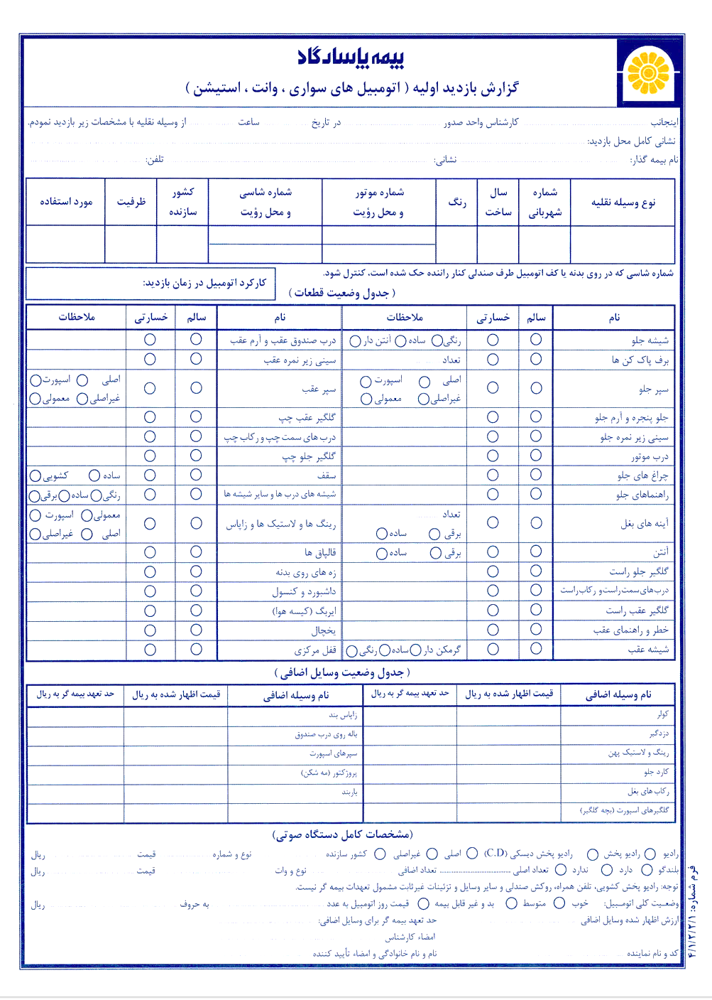 بیمه پاسارگاد
گزارش بازدید اولیه ( اتومبیل های سواری ، وانت ، استیشن )
اینجانب کارشناس واحد صدور در تاریخ ساعت از وسیله نقلیه با مشخصات زیر بازدید نمودم.
نشانی کامل محل بازدید:
نام بیمه گذار: نشانی: تلفن:
نوع وسیله نقلیه شماره شهربانی سال ساخت رنگ شماره موتور و محل رؤیت شماره شاسی و محل رؤیت کشور سازنده ظرفیت مورد استفاده
شماره شاسی که در روی بدنه یا کف اتومبیل طرف صندلی کنار راننده حک شده است، کنترل شود.
کارکرد اتومبیل در زمان بازدید:
( جدول وضعیت قطعات )
نام سالم خسارتی ملاحظات نام سالم خسارتی ملاحظات
شیشه جلو رنگی ساده آنتن دار درب صندوق عقب و آرم عقب
برف پاک کن ها تعداد سینی زیر نمره عقب
سپر جلو اصلی اسپورت غیراصلی معمولی سپر عقب اصلی اسپورت غیراصلی معمولی
جلو پنجره و آرم جلو گلگیر عقب چپ
سینی زیر نمره جلو درب های سمت چپ و رکاب چپ
درب موتور گلگیر جلو چپ
چراغ های جلو سقف ساده کشویی
راهنماهای جلو شیشه های درب ها و سایر شیشه ها رنگی ساده برقی
آینه های بغل تعداد برقی ساده رینگ ها و لاستیک ها و زاپاس معمولی اسپورت اصلی غیراصلی
آنتن برقی ساده قالپاق ها
گلگیر جلو راست زه های روی بدنه
درب‌های سمت راست و رکاب راست داشبورد و کنسول
گلگیر عقب راست ایربگ (کیسه هوا)
خطر و راهنمای عقب یخچال
شیشه عقب گرمکن دار ساده رنگی قفل مرکزی
( جدول وضعیت وسایل اضافی )
نام وسیله اضافی قیمت اظهار شده به ریال حد تعهد بیمه گر به ریال نام وسیله اضافی قیمت اظهار شده به ریال حد تعهد بیمه گر به ریال
کولر زاپاس بند
دزدگیر باله روی درب صندوق
رینگ و لاستیک پهن سپرهای اسپورت
کارد جلو پروژکتور (مه شکن)
رکاب های بغل باربند
گلگیرهای اسپورت (بچه گلگیر)
(مشخصات کامل دستگاه صوتی)
رادیو رادیو پخش رادیو پخش دیسکی (C.D) اصلی غیراصلی کشور سازنده نوع و شماره قیمت ریال
بلندگو دارد ندارد تعداد اصلی تعداد اضافی نوع و وات قیمت ریال
توجه: رادیو پخش کشویی، تلفن همراه، روکش صندلی و سایر وسایل و تزئینات غیرثابت مشمول تعهدات بیمه گر نیست.
وضعیت کلی اتومبیل: خوب متوسط بد و غیر قابل بیمه قیمت روز اتومبیل به عدد به حروف ریال
ارزش اظهار شده وسایل اضافی حد تعهد بیمه گر برای وسایل اضافی:
امضاء کارشناس
کد و نام نماینده نام و نام خانوادگی و امضاء تأیید کننده
فرم شماره: ۴/۱/۲/۲/۱